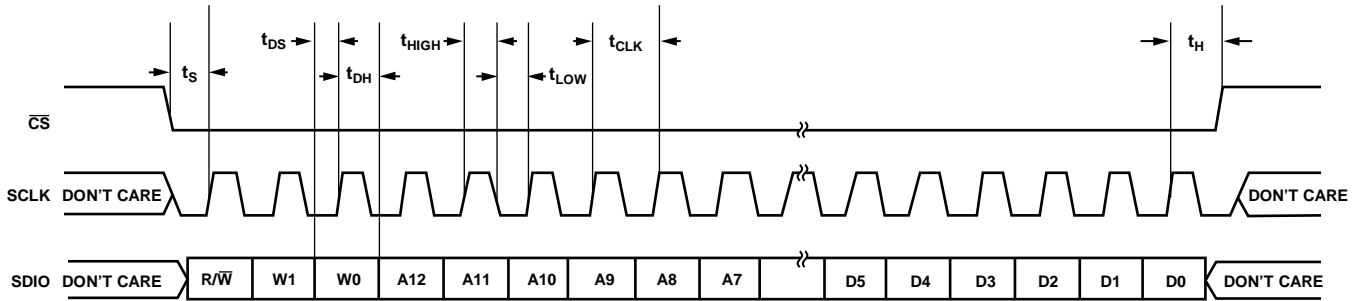 tDS tHIGH tCLK tH
tS tDH tLOW
CS
SCLK DON'T CARE DON'T CARE
SDIO DON'T CARE R/W W1 W0 A12 A11 A10 A9 A8 A7 D5 D4 D3 D2 D1 D0 DON'T CARE